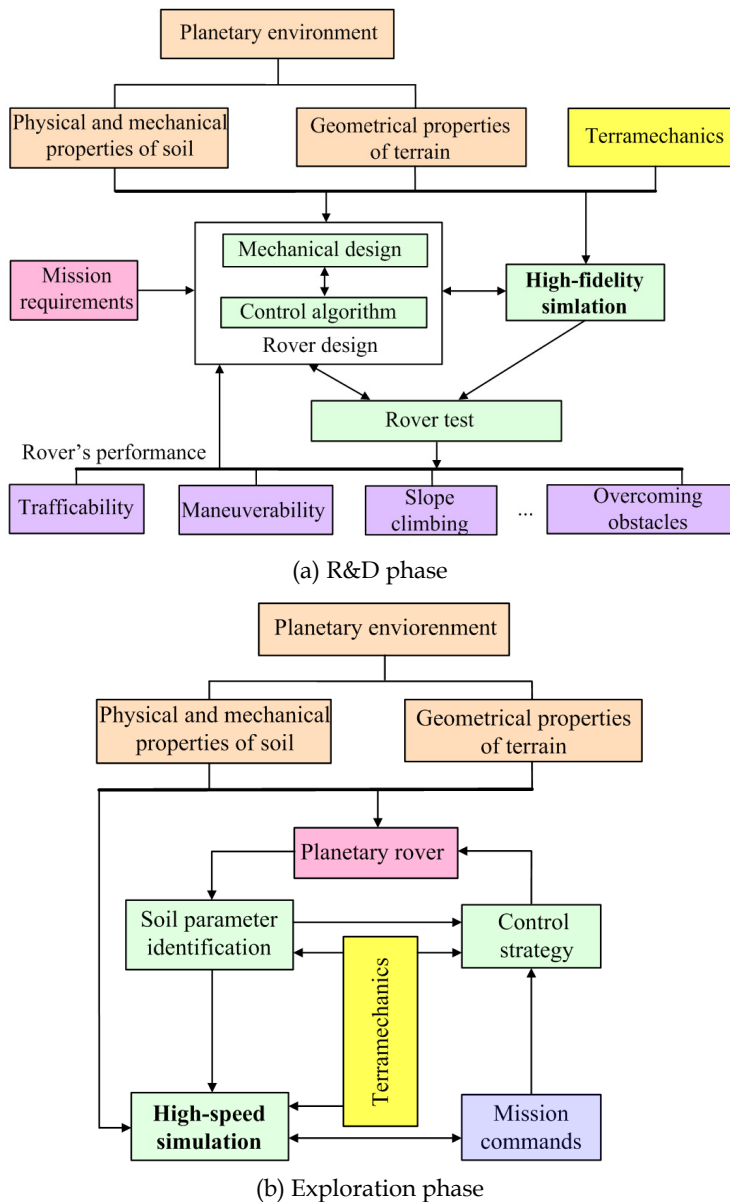 Planetary environment
Physical and mechanical
properties of soil
Geometrical properties
of terrain
Terramechanics
Mission
requirements
Mechanical design
Control algorithm
Rover design
High-fidelity
simlation
Rover test
Rover's performance
Trafficability
Maneuverability
Slope
climbing
...
Overcoming
obstacles
(a) R&D phase
Planetary enviorenment
Physical and mechanical
properties of soil
Geometrical properties
of terrain
Planetary rover
Soil parameter
identification
Control
strategy
Terramechanics
High-speed
simulation
Mission
commands
(b) Exploration phase